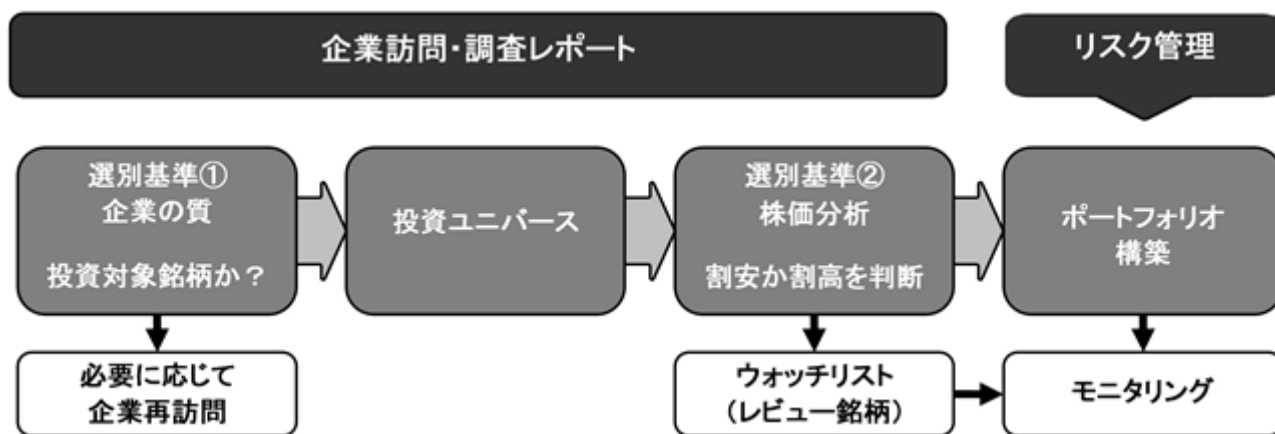 企業訪問・調査レポート
リスク管理
選別基準①
企業の質
投資対象銘柄か?
投資ユニバース
選別基準②
株価分析
割安か割高を判断
ポートフォリオ
構築
必要に応じて
企業再訪問
ウォッチリスト
(レビュー銘柄)
モニタリング